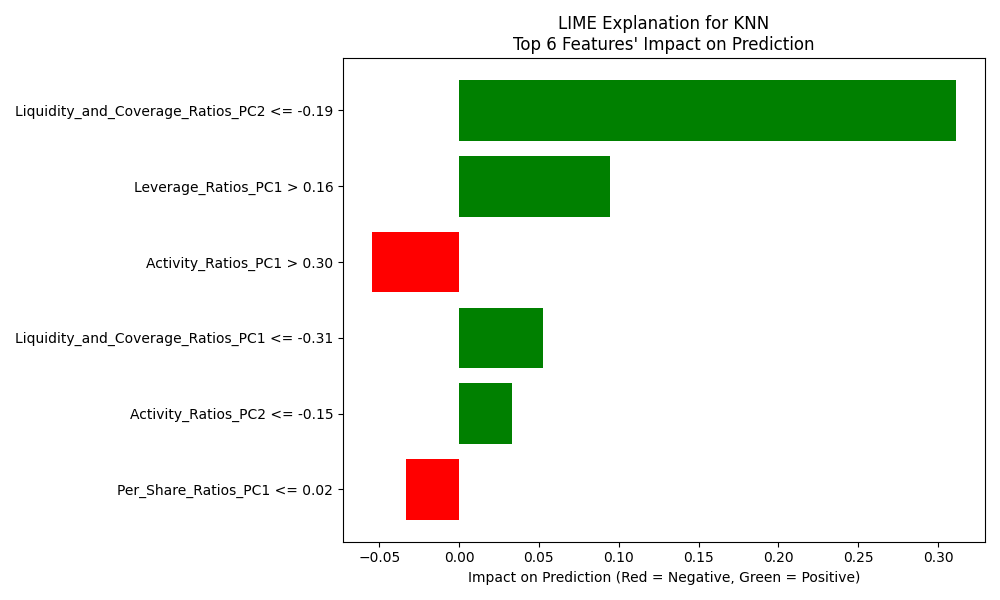 LIME Explanation for KNN
Top 6 Features' Impact on Prediction
Liquidity_and_Coverage_Ratios_PC2 <= -0.19
Leverage_Ratios_PC1 > 0.16
Activity_Ratios_PC1 > 0.30
Liquidity_and_Coverage_Ratios_PC1 <= -0.31
Activity_Ratios_PC2 <= -0.15
Per_Share_Ratios_PC1 <= 0.02
−0.05 0.00 0.05 0.10 0.15 0.20 0.25 0.30
Impact on Prediction (Red = Negative, Green = Positive)